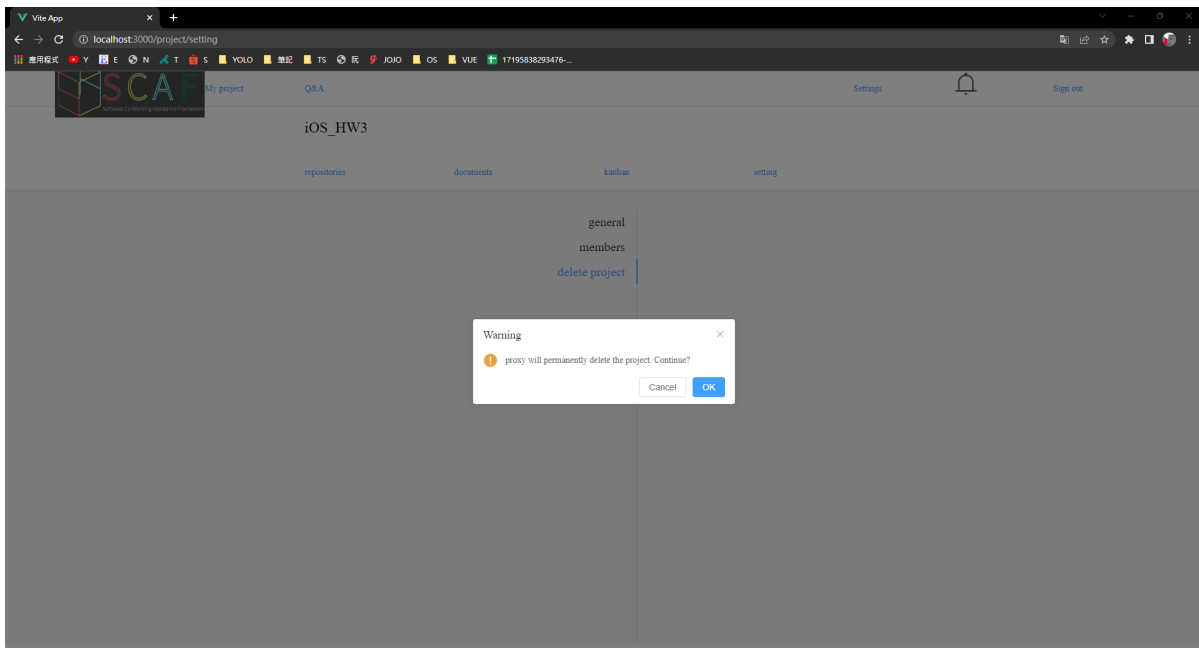 Vite App
localhost:3000/project/setting
應用程式 Y E N T S YOLO 筆記 TS 阮 JOJO OS VUE 17195838293476-...
SCAF My project Q&A Settings Sign out
Software Co-Working Assistance Framework
iOS_HW3
repositories documents kanban setting
general
members
delete project
Warning
proxy will permanently delete the project. Continue?
Cancel OK